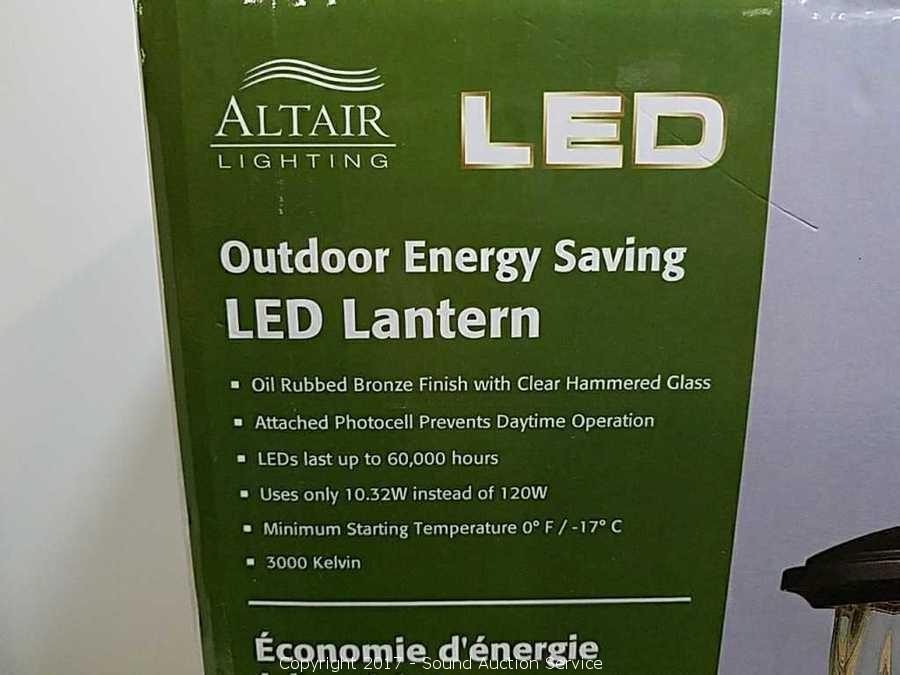 ALTAIR
LIGHTING
LED
Outdoor Energy Saving
LED Lantern
▪ Oil Rubbed Bronze Finish with Clear Hammered Glass
▪ Attached Photocell Prevents Daytime Operation
▪ LEDs last up to 60,000 hours
▪ Uses only 10.32W instead of 120W
▪ Minimum Starting Temperature 0° F / -17° C
▪ 3000 Kelvin
Économie d'énergie
Copyright 2017 - Sound Auction Service